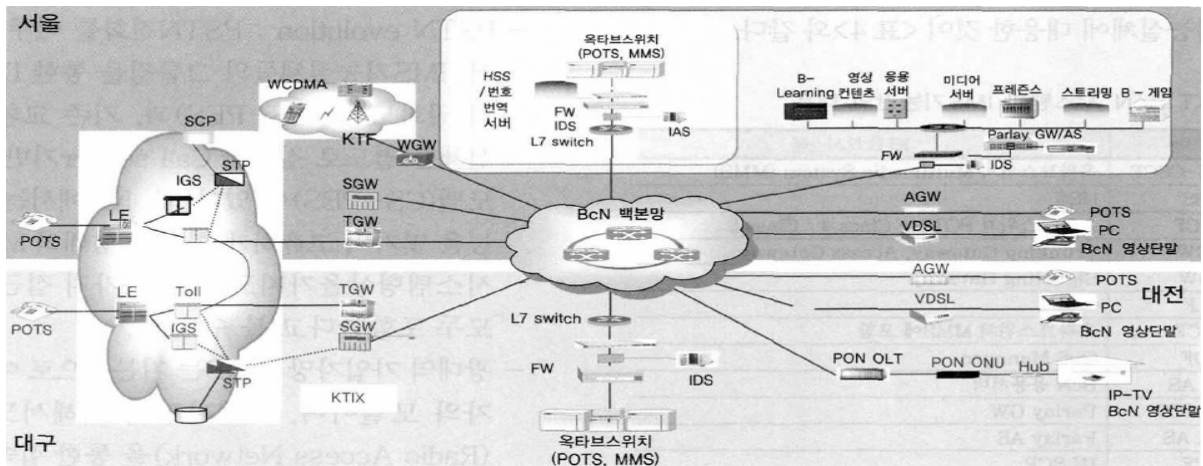 서울
옥타브스위치
(POTS, MMS)
HSS
/번호
번역
서버
FW
IDS
L7 switch
IAS
B-
Learning
영상
컨텐츠
응용
서버
미디어
서버
프레즌스
스트리밍
B - 게임
Parlay GW/AS
FW
IDS
WCDMA
KTF
WGW
SCP
STP
IGS
LE
POTS
SGW
TGW
BcN 백본망
AGW
POTS
VDSL
PC
BcN 영상단말
AGW
POTS
대전
VDSL
PC
BcN 영상단말
LE
Toll
POTS
IGS
STP
TGW
SGW
KTIX
L7 switch
FW
IDS
옥타브스위치
(POTS, MMS)
PON OLT
PON ONU
Hub
IP-TV
BcN 영상단말
대구